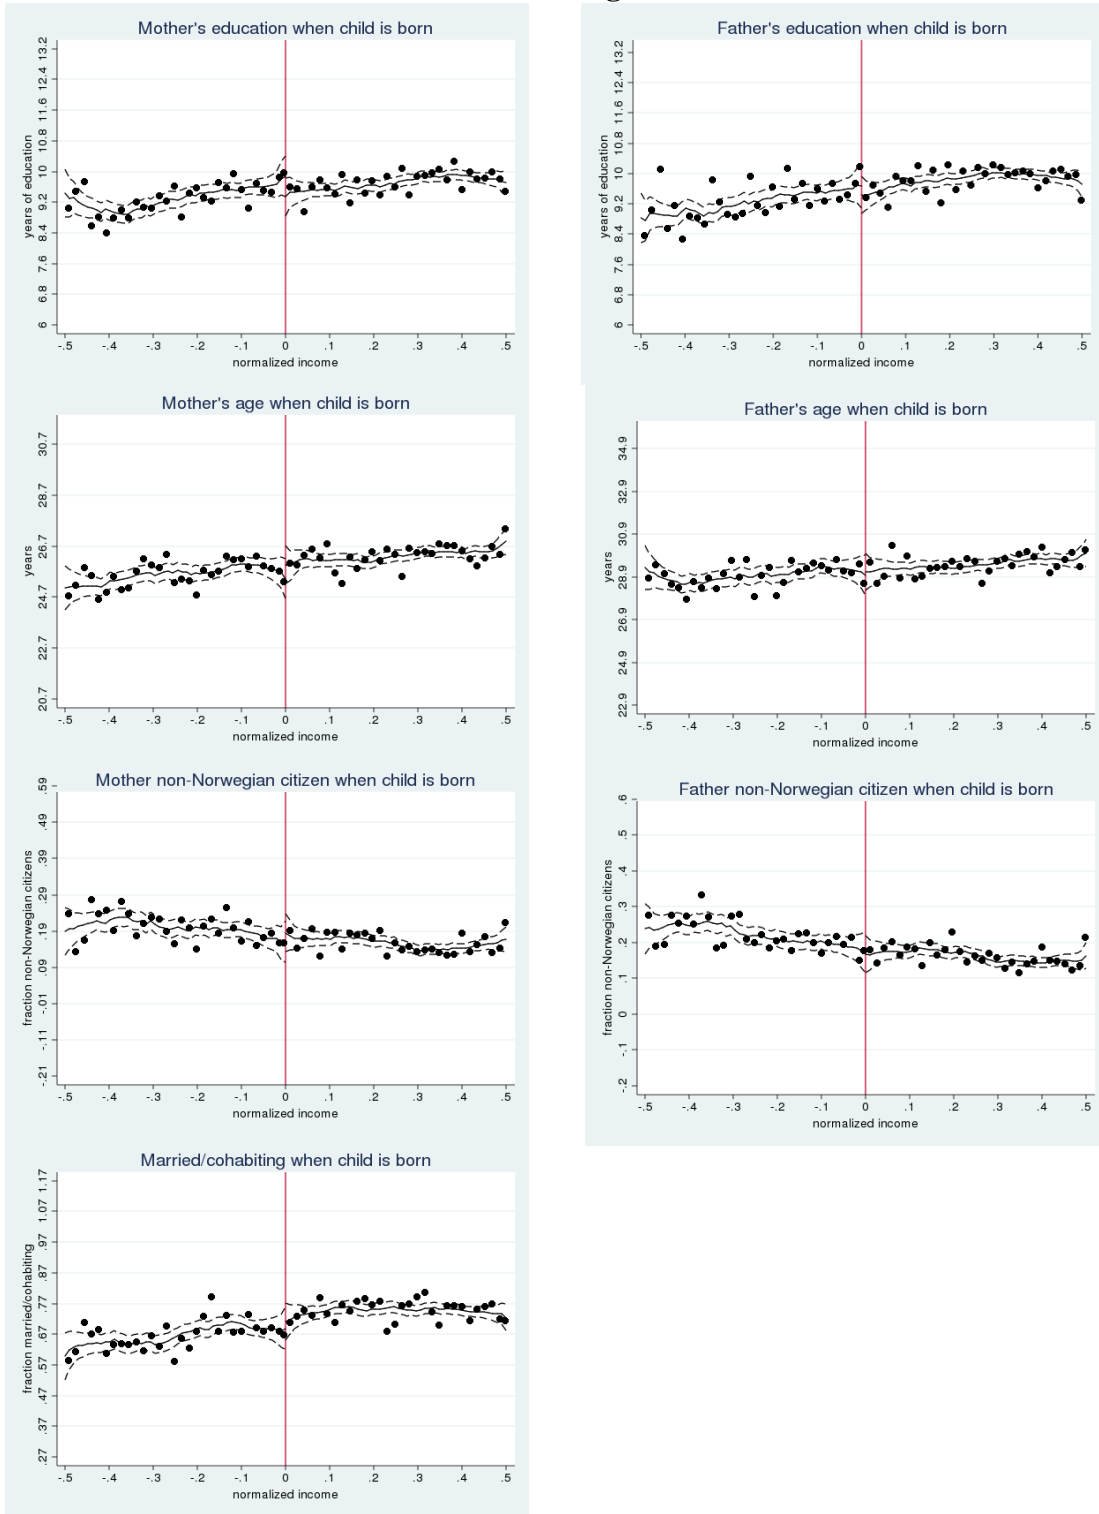 Mother's education when child is born
years of education
13.2
12.4
11.6
10.8
10
9.2
8.4
7.6
6.8
6
-.5 -.4 -.3 -.2 -.1 0 .1 .2 .3 .4 .5
normalized income
Father's education when child is born
years of education
13.2
12.4
11.6
10.8
10
9.2
8.4
7.6
6.8
6
-.5 -.4 -.3 -.2 -.1 0 .1 .2 .3 .4 .5
normalized income
Mother's age when child is born
years
30.7
28.7
26.7
24.7
22.7
20.7
-.5 -.4 -.3 -.2 -.1 0 .1 .2 .3 .4 .5
normalized income
Father's age when child is born
years
34.9
32.9
30.9
28.9
26.9
24.9
22.9
-.5 -.4 -.3 -.2 -.1 0 .1 .2 .3 .4 .5
normalized income
Mother non-Norwegian citizen when child is born
fraction non-Norwegian citizens
.59
.49
.39
.29
.19
.09
-.01
-.11
-.21
-.5 -.4 -.3 -.2 -.1 0 .1 .2 .3 .4 .5
normalized income
Father non-Norwegian citizen when child is born
fraction non-Norwegian citizens
.6
.5
.4
.3
.2
.1
0
-.1
-.2
-.5 -.4 -.3 -.2 -.1 0 .1 .2 .3 .4 .5
normalized income
Married/cohabiting when child is born
fraction married/cohabiting
1.17
1.07
.97
.87
.77
.67
.57
.47
.37
.27
-.5 -.4 -.3 -.2 -.1 0 .1 .2 .3 .4 .5
normalized income